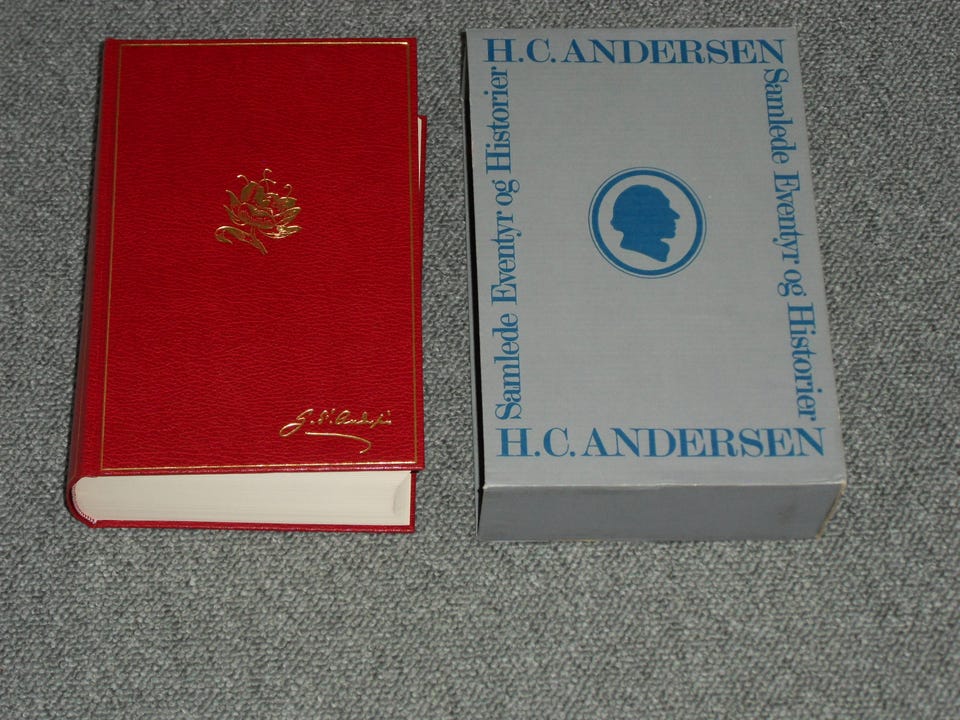 H.C. ANDERSEN
Samlede Eventyr og Historier
Samlede Eventyr og Historier
H.C. ANDERSEN